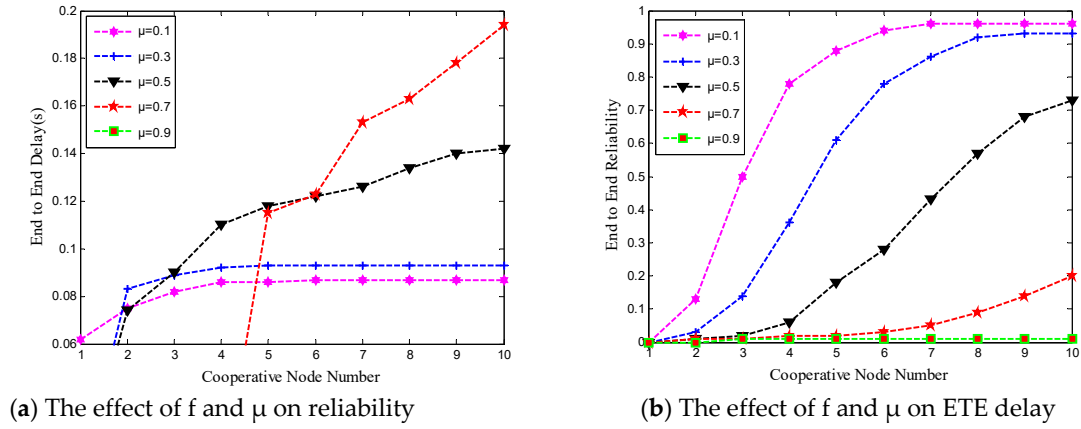 0.2
0.18
0.16
0.14
0.12
0.1
0.08
0.06
End to End Delay(s)
μ=0.1
μ=0.3
μ=0.5
μ=0.7
μ=0.9
1 2 3 4 5 6 7 8 9 10
Cooperative Node Number
(a) The effect of f and μ on reliability
1
0.9
0.8
0.7
0.6
0.5
0.4
0.3
0.2
0.1
0
End to End Reliability
μ=0.1
μ=0.3
μ=0.5
μ=0.7
μ=0.9
1 2 3 4 5 6 7 8 9 10
Cooperative Node Number
(b) The effect of f and μ on ETE delay